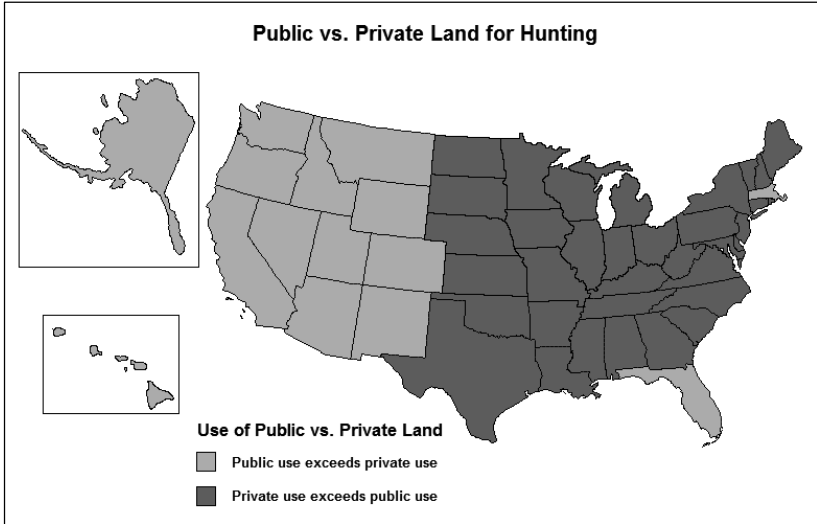 Public vs. Private Land for Hunting
Use of Public vs. Private Land
Public use exceeds private use
Private use exceeds public use